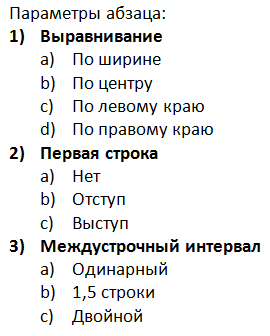 Параметры абзаца:
1) Выравнивание
a) По ширине
b) По центру
c) По левому краю
d) По правому краю
2) Первая строка
a) Нет
b) Отступ
c) Выступ
3) Междустрочный интервал
a) Одинарный
b) 1,5 строки
c) Двойной